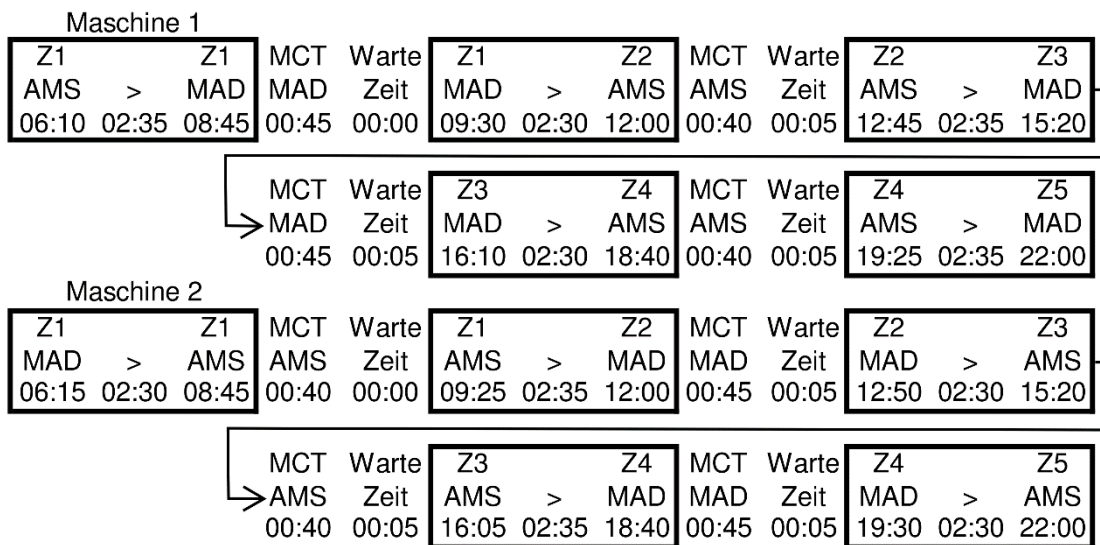 Maschine 1
Z1 Z1 MCT Warte Z1 Z2 MCT Warte Z2 Z3
AMS > MAD MAD Zeit MAD > AMS AMS Zeit AMS > MAD
06:10 02:35 08:45 00:45 00:00 09:30 02:30 12:00 00:40 00:05 12:45 02:35 15:20
MCT Warte Z3 Z4 MCT Warte Z4 Z5
MAD Zeit MAD > AMS AMS Zeit AMS > MAD
00:45 00:05 16:10 02:30 18:40 00:40 00:05 19:25 02:35 22:00
Maschine 2
Z1 Z1 MCT Warte Z1 Z2 MCT Warte Z2 Z3
MAD > AMS AMS Zeit AMS > MAD MAD Zeit MAD > AMS
06:15 02:30 08:45 00:40 00:00 09:25 02:35 12:00 00:45 00:05 12:50 02:30 15:20
MCT Warte Z3 Z4 MCT Warte Z4 Z5
AMS Zeit AMS > MAD MAD Zeit MAD > AMS
00:40 00:05 16:05 02:35 18:40 00:45 00:05 19:30 02:30 22:00